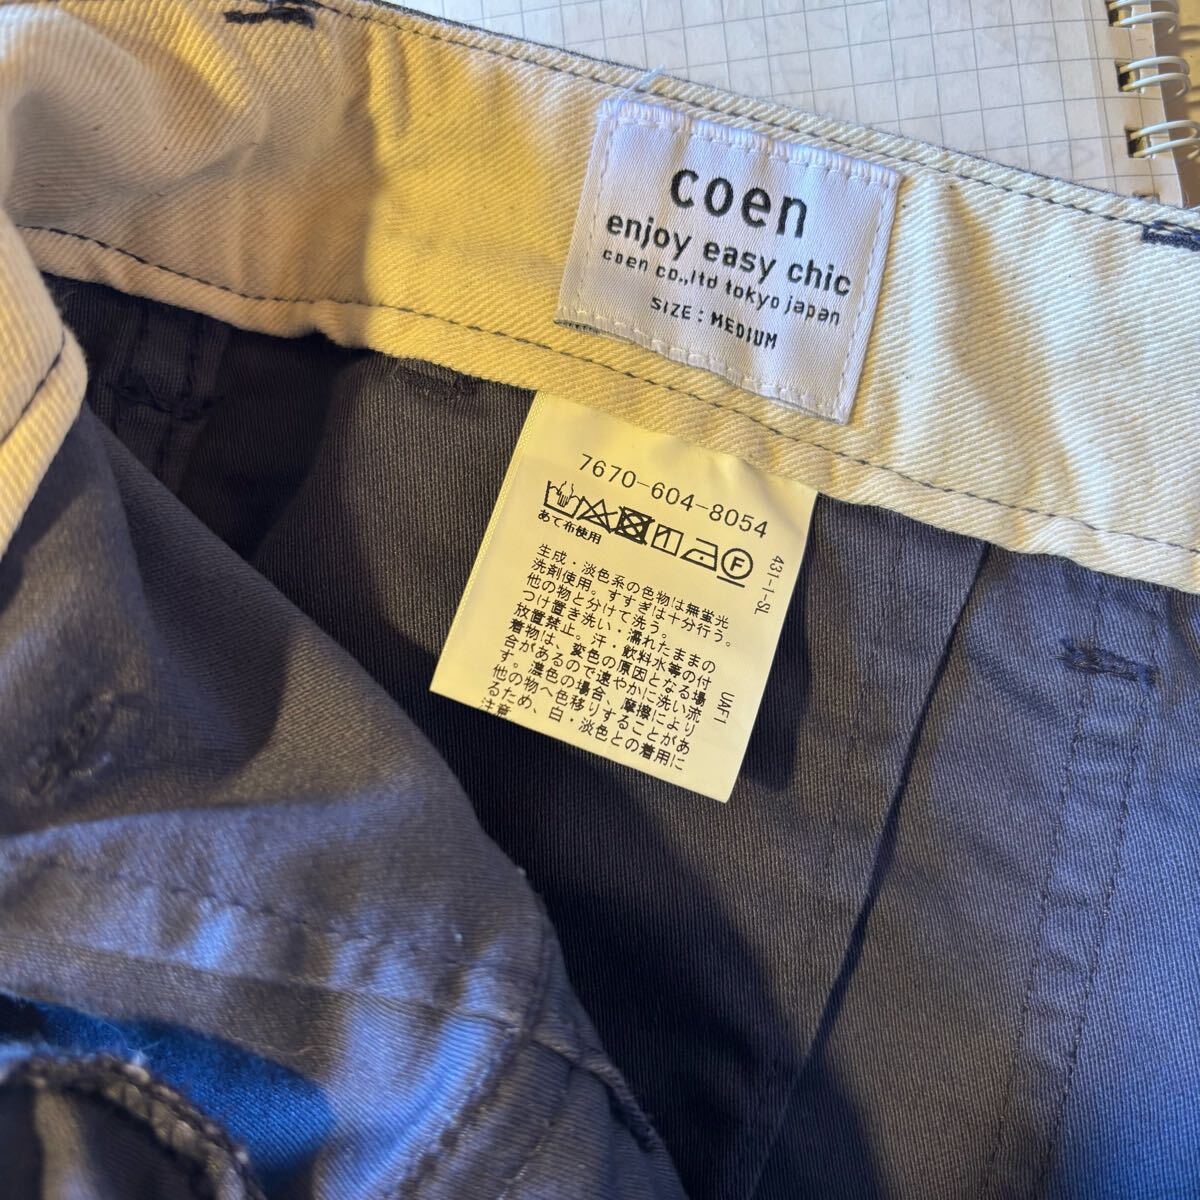 coen
enjoy easy chic
coen co.,ltd tokyo japan
SIZE : MEDIUM
7670-604-8054
あて布使用
F
生成・淡色系の色物は無蛍光
洗剤使用。すすぎは十分行う。
他の物と分けて洗う。
つけ置き洗い・濡れたままの
放置禁止。汗・飲料水等の付
着物は、変色の原因となる場
合があるので速やかに洗い流
す。濃色の場合、摩擦により
他の物へ色移りすることがあ
るため、白・淡色との着用に
注意
431-1-SL
UAF1